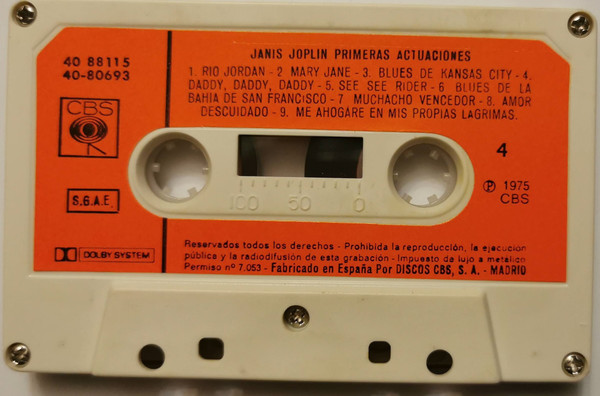 40 88115
40-80693
CBS
S.G.A.E.
DOLBY SYSTEM
JANIS JOPLIN PRIMERAS ACTUACIONES
1. RIO JORDAN - 2 MARY JANE - 3. BLUES DE KANSAS CITY - 4.
DADDY, DADDY, DADDY - 5. SEE SEE RIDER - 6 BLUES DE LA
BAHIA DE SAN FRANCISCO - 7 MUCHACHO VENCEDOR - 8. AMOR
DESCUIDADO - 9. ME AHOGARE EN MIS PROPIAS LAGRIMAS.
4
100 50 0
℗ 1975
CBS
Reservados todos los derechos - Prohibida la reproducción, la ejecución
pública y la radiodifusión de esta grabación - Impuesto de lujo a metálico
Permiso nº 7.053 - Fabricado en España Por DISCOS CBS, S. A. - MADRID